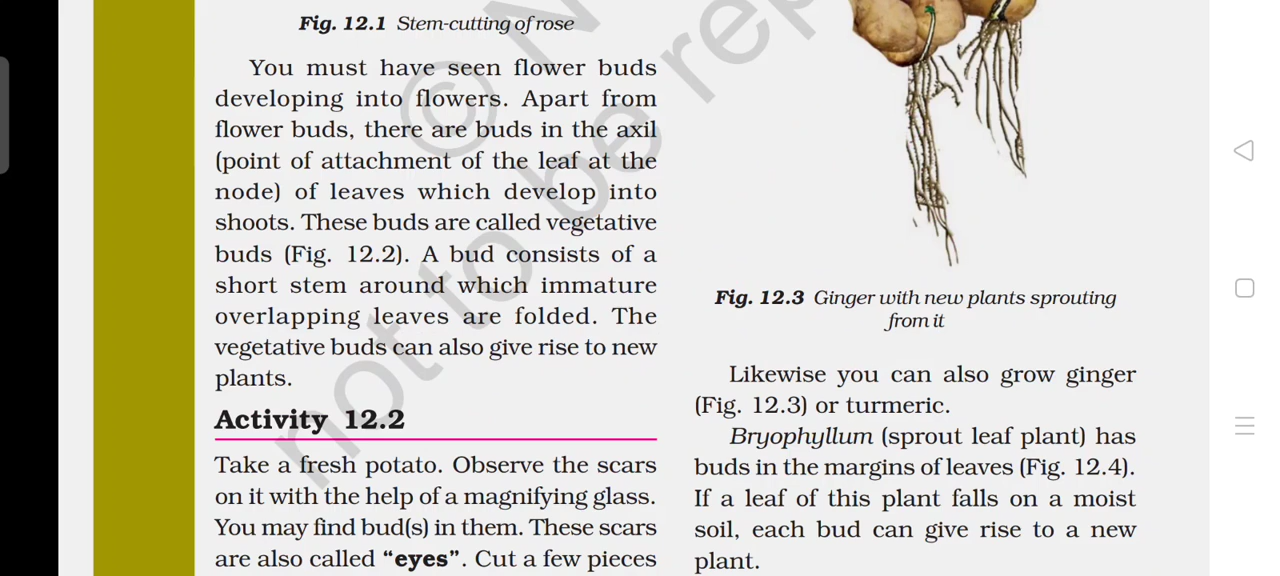 Fig. 12.1 Stem-cutting of rose
You must have seen flower buds
developing into flowers. Apart from
flower buds, there are buds in the axil
(point of attachment of the leaf at the
node) of leaves which develop into
shoots. These buds are called vegetative
buds (Fig. 12.2). A bud consists of a
short stem around which immature
overlapping leaves are folded. The
vegetative buds can also give rise to new
plants.
Activity 12.2
Take a fresh potato. Observe the scars
on it with the help of a magnifying glass.
You may find bud(s) in them. These scars
are also called “eyes”. Cut a few pieces
Fig. 12.3 Ginger with new plants sprouting
from it
Likewise you can also grow ginger
(Fig. 12.3) or turmeric.
Bryophyllum (sprout leaf plant) has
buds in the margins of leaves (Fig. 12.4).
If a leaf of this plant falls on a moist
soil, each bud can give rise to a new
plant.
© N
not to be rep